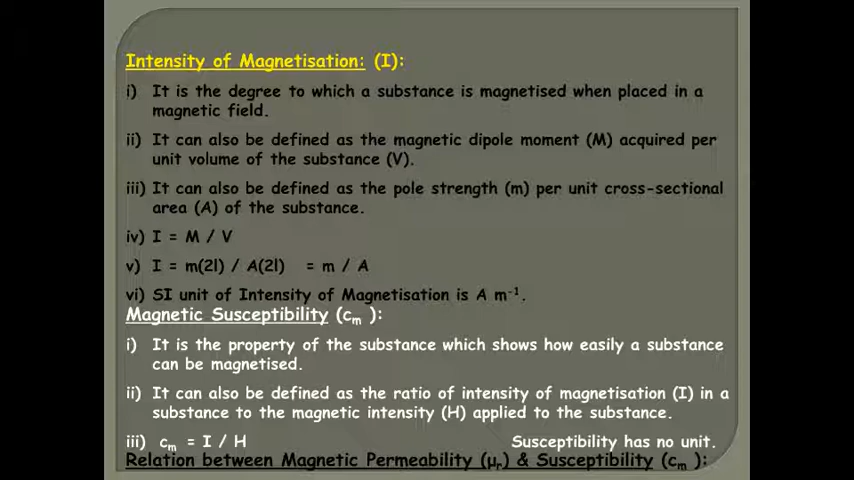 Intensity of Magnetisation: (I):
i) It is the degree to which a substance is magnetised when placed in a
magnetic field.
ii) It can also be defined as the magnetic dipole moment (M) acquired per
unit volume of the substance (V).
iii) It can also be defined as the pole strength (m) per unit cross-sectional
area (A) of the substance.
iv) I = M / V
v) I = m(2l) / A(2l) = m / A
vi) SI unit of Intensity of Magnetisation is A m⁻¹.
Magnetic Susceptibility (cₘ ):
i) It is the property of the substance which shows how easily a substance
can be magnetised.
ii) It can also be defined as the ratio of intensity of magnetisation (I) in a
substance to the magnetic intensity (H) applied to the substance.
iii) cₘ = I / H Susceptibility has no unit.
Relation between Magnetic Permeability (μᵣ) & Susceptibility (cₘ ):